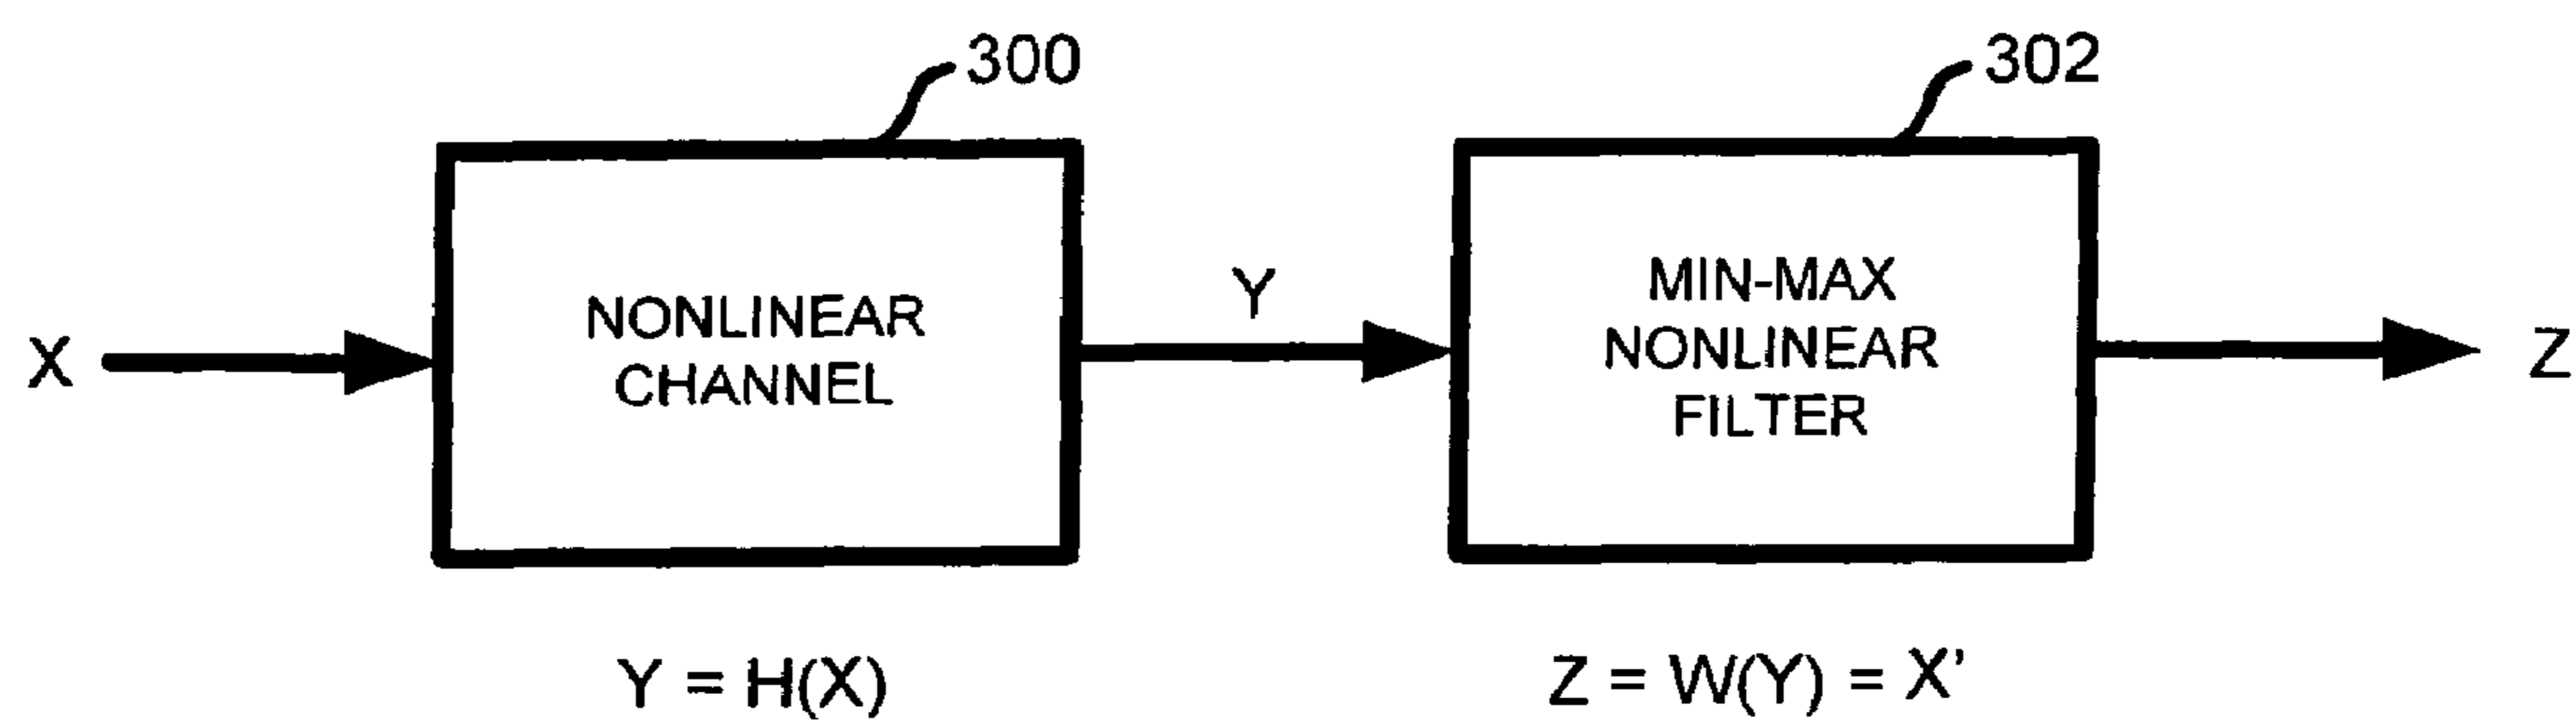 300
302
X
NONLINEAR
CHANNEL
Y
MIN-MAX
NONLINEAR
FILTER
Z
Y = H(X)
Z = W(Y) = X'